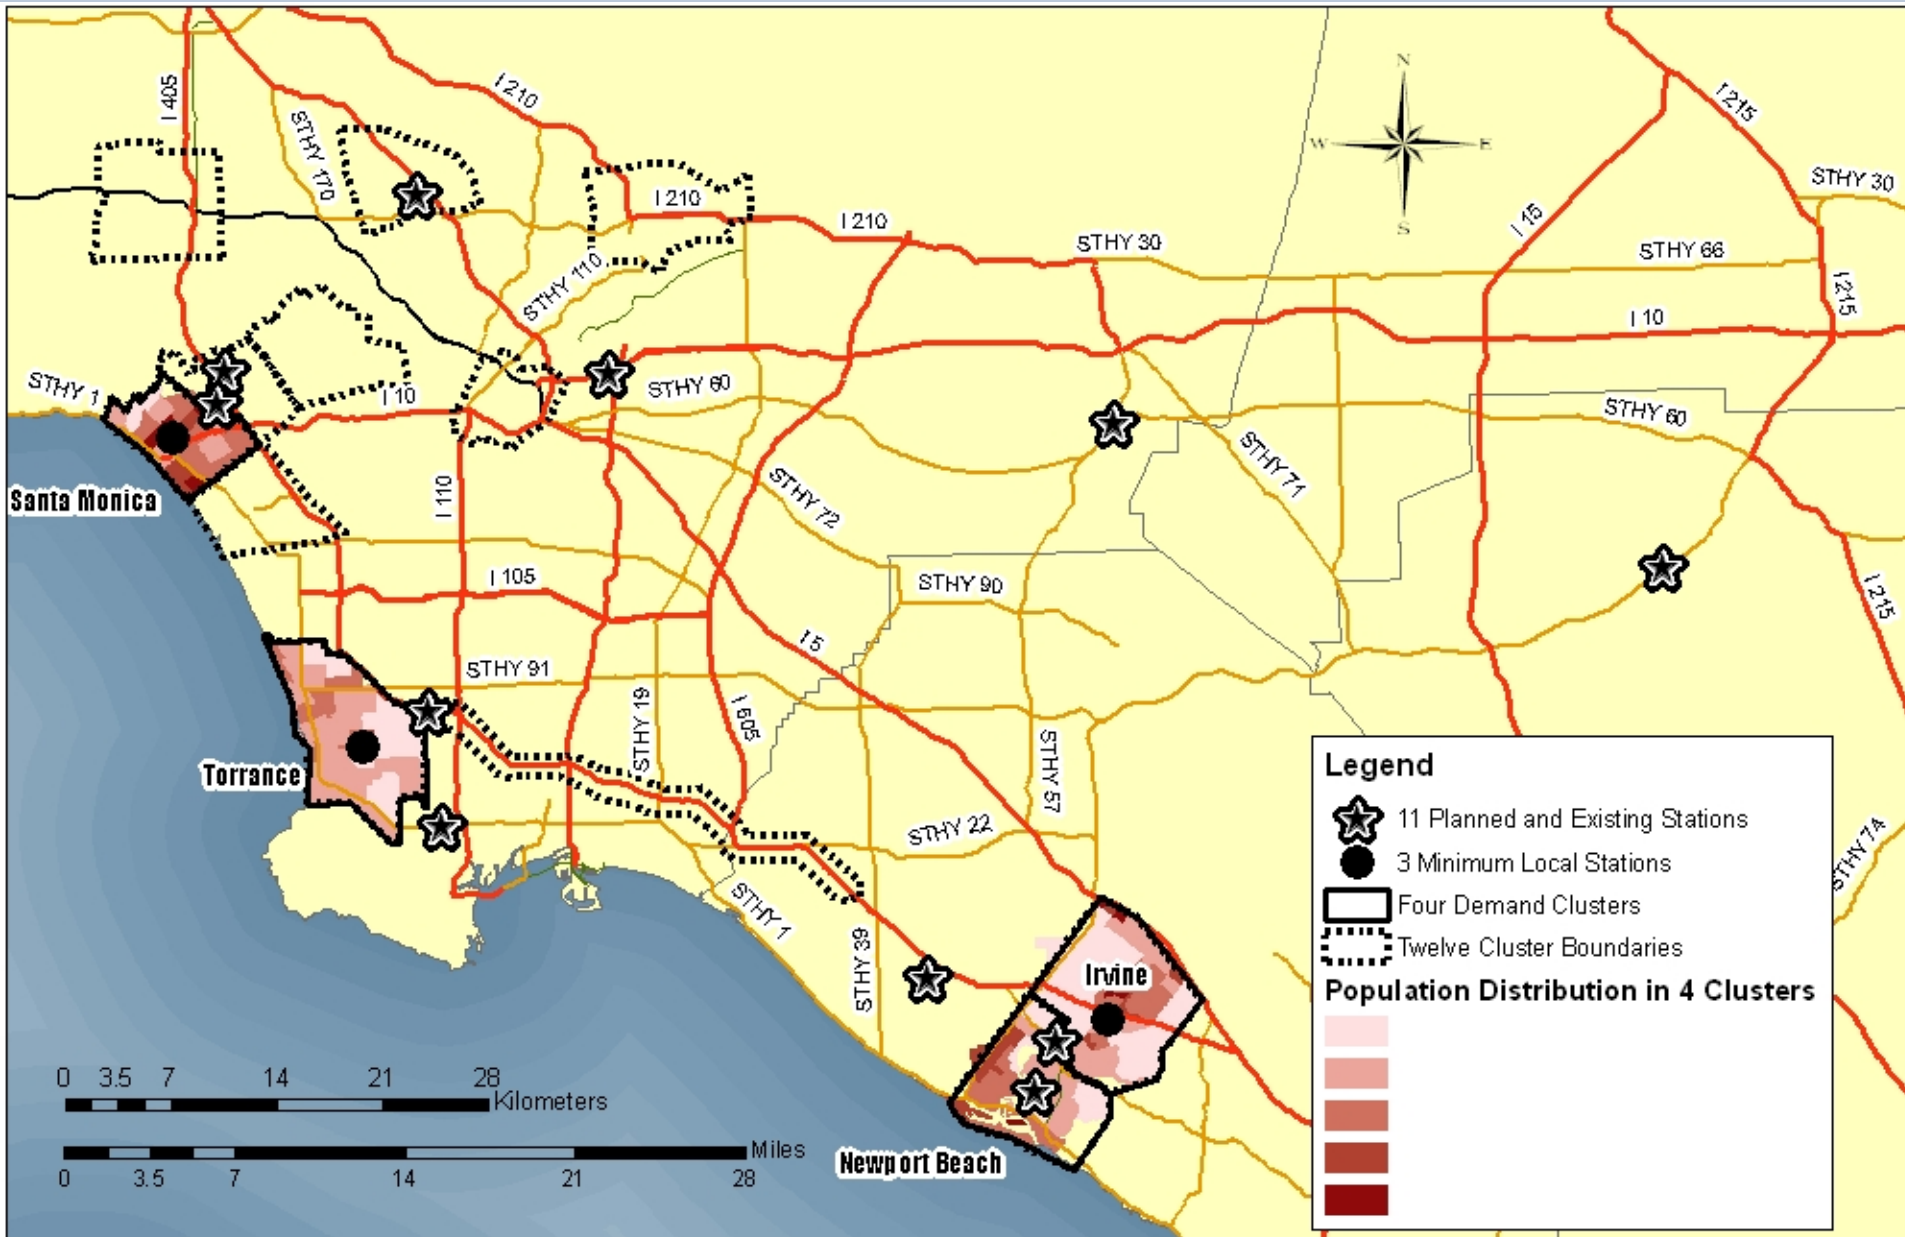 I 405
I 210
STHY 170
N
W
E
S
I 215
STHY 30
I 210
I 210
I 15
STHY 30
STHY 66
STHY 110
I 215
I 10
STHY 1
I 10
STHY 60
STHY 60
Santa Monica
I 110
STHY 72
STHY 71
I 105
STHY 90
I 215
I 5
STHY 91
STHY 19
I 605
Torrance
STHY 57
STHY 22
STHY 74
STHY 1
STHY 39
Irvine
Newport Beach
Legend
11 Planned and Existing Stations
3 Minimum Local Stations
Four Demand Clusters
Twelve Cluster Boundaries
Population Distribution in 4 Clusters
0 3.5 7 14 21 28
Kilometers
Miles
0 3.5 7 14 21 28